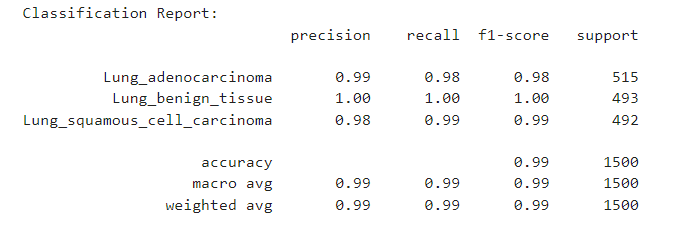 Classification Report:
precision recall f1-score support
Lung_adenocarcinoma 0.99 0.98 0.98 515
Lung_benign_tissue 1.00 1.00 1.00 493
Lung_squamous_cell_carcinoma 0.98 0.99 0.99 492
accuracy 0.99 1500
macro avg 0.99 0.99 0.99 1500
weighted avg 0.99 0.99 0.99 1500